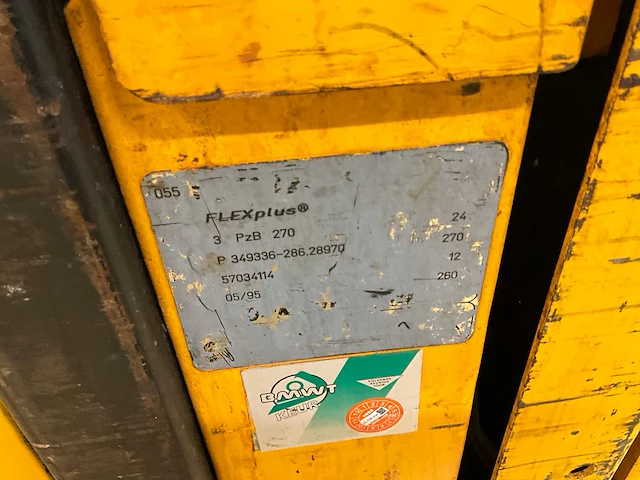 055
FLEXplus® 24
3 PzB 270 270
P 349336-286.28970 12
57034114 260
05/95
BMWT
KEUR